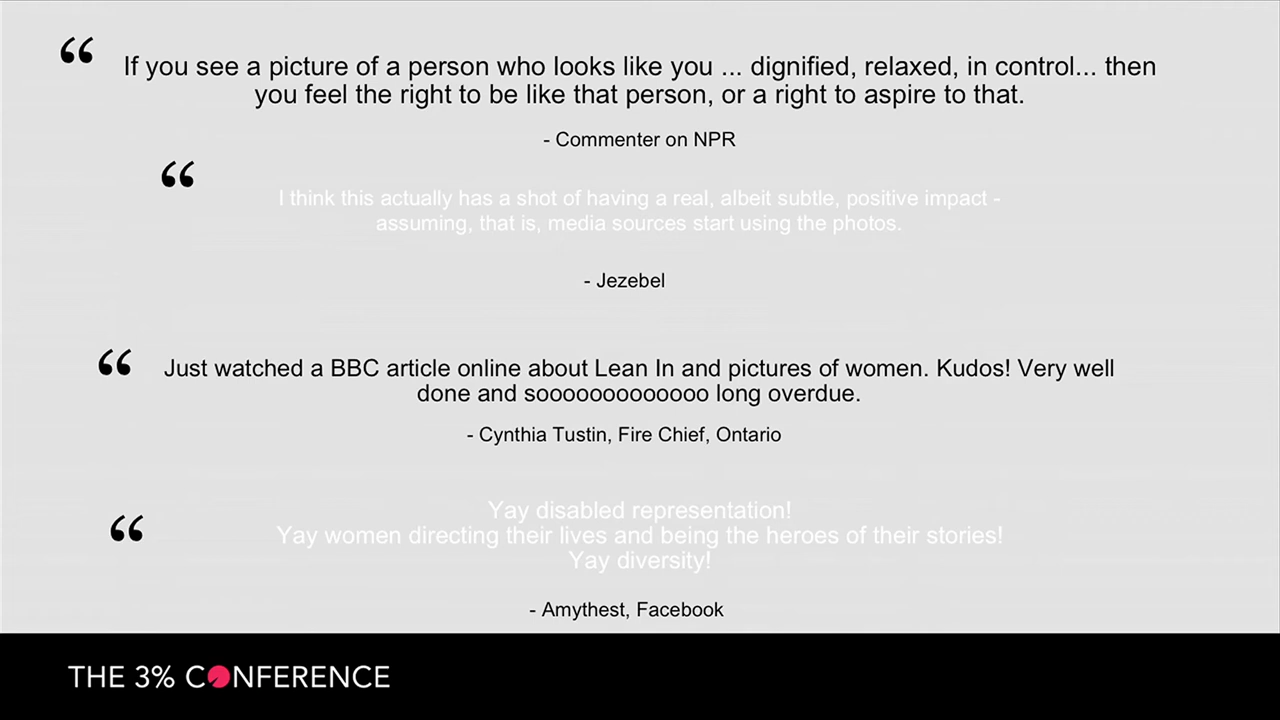 “ If you see a picture of a person who looks like you ... dignified, relaxed, in control... then
you feel the right to be like that person, or a right to aspire to that.
- Commenter on NPR
“ I think this actually has a shot of having a real, albeit subtle, positive impact -
assuming, that is, media sources start using the photos.
- Jezebel
“ Just watched a BBC article online about Lean In and pictures of women. Kudos! Very well
done and sooooooooooooo long overdue.
- Cynthia Tustin, Fire Chief, Ontario
Yay disabled representation!
“ Yay women directing their lives and being the heroes of their stories!
Yay diversity!
- Amythest, Facebook
THE 3% CONFERENCE